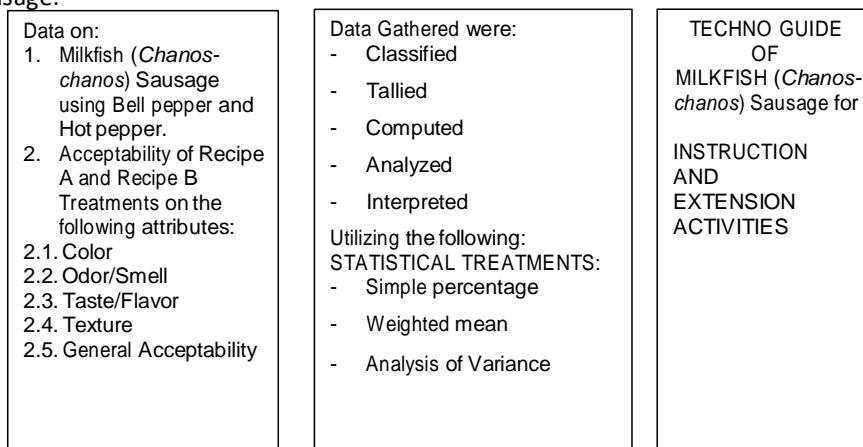 Data on:
1. Milkfish (Chanos-
chanos) Sausage
using Bell pepper and
Hot pepper.
2. Acceptability of Recipe
A and Recipe B
Treatments on the
following attributes:
2.1. Color
2.2. Odor/Smell
2.3. Taste/Flavor
2.4. Texture
2.5. General Acceptability
Data Gathered were:
- Classified
- Tallied
- Computed
- Analyzed
- Interpreted
Utilizing the following:
STATISTICAL TREATMENTS:
- Simple percentage
- Weighted mean
- Analysis of Variance
TECHNO GUIDE
OF
MILKFISH (Chanos-
chanos) Sausage for
INSTRUCTION
AND
EXTENSION
ACTIVITIES